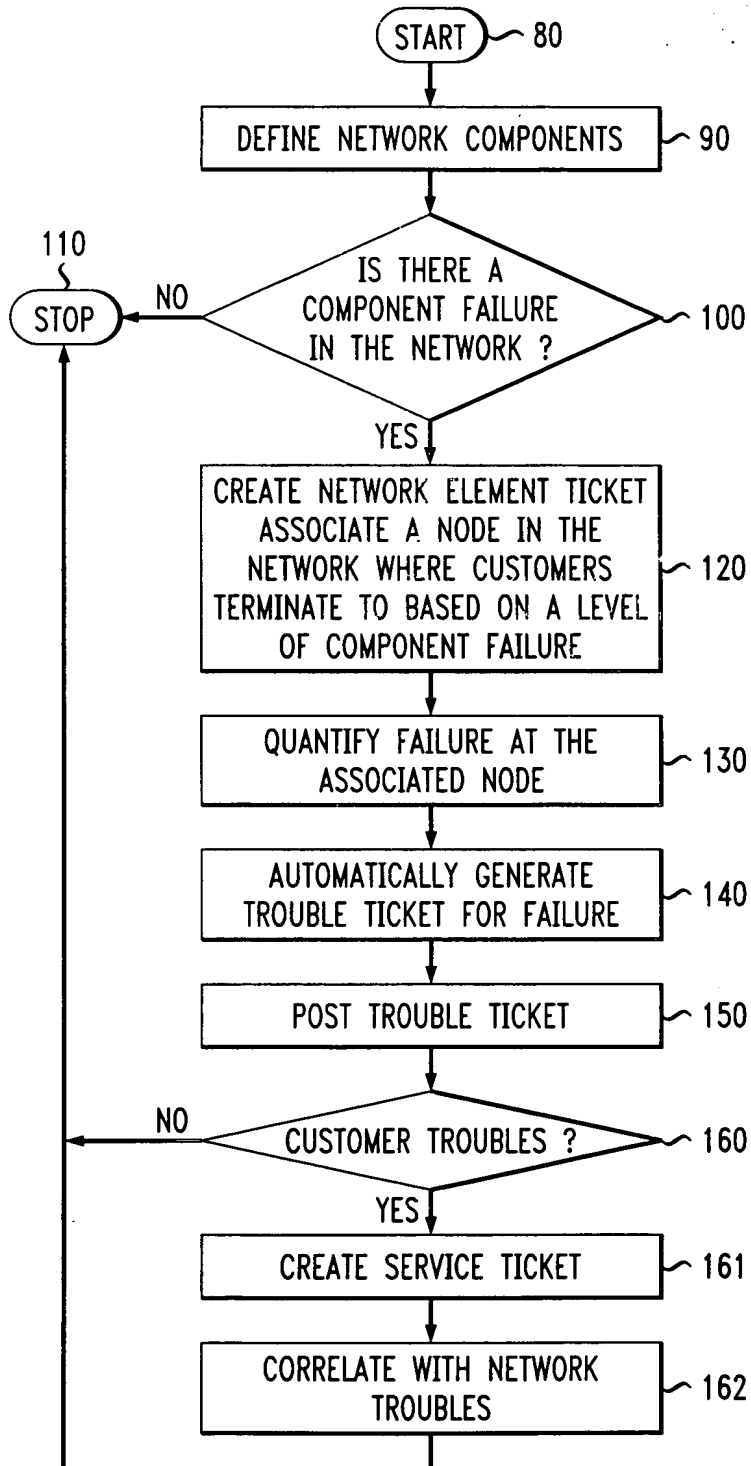 START
80
DEFINE NETWORK COMPONENTS
90
110
STOP
NO
IS THERE A
COMPONENT FAILURE
IN THE NETWORK ?
100
YES
CREATE NETWORK ELEMENT TICKET
ASSOCIATE A NODE IN THE
NETWORK WHERE CUSTOMERS
TERMINATE TO BASED ON A LEVEL
OF COMPONENT FAILURE
120
QUANTIFY FAILURE AT THE
ASSOCIATED NODE
130
AUTOMATICALLY GENERATE
TROUBLE TICKET FOR FAILURE
140
POST TROUBLE TICKET
150
NO
CUSTOMER TROUBLES ?
160
YES
CREATE SERVICE TICKET
161
CORRELATE WITH NETWORK
TROUBLES
162